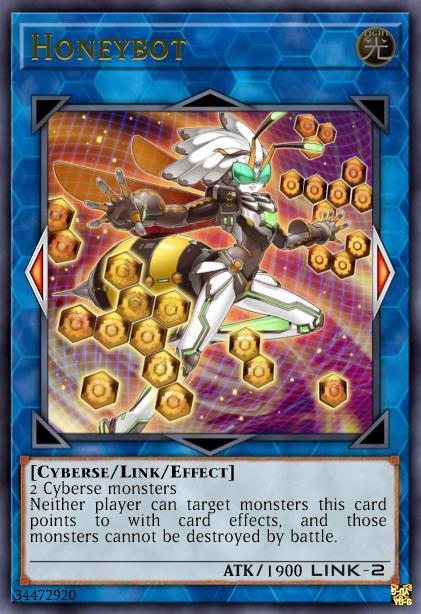 Honeybot
LIGHT
光
[Cyberse/Link/Effect]
2 Cyberse monsters
Neither player can target monsters this card
points to with card effects, and those
monsters cannot be destroyed by battle.
ATK/1900 LINK-2
34472920